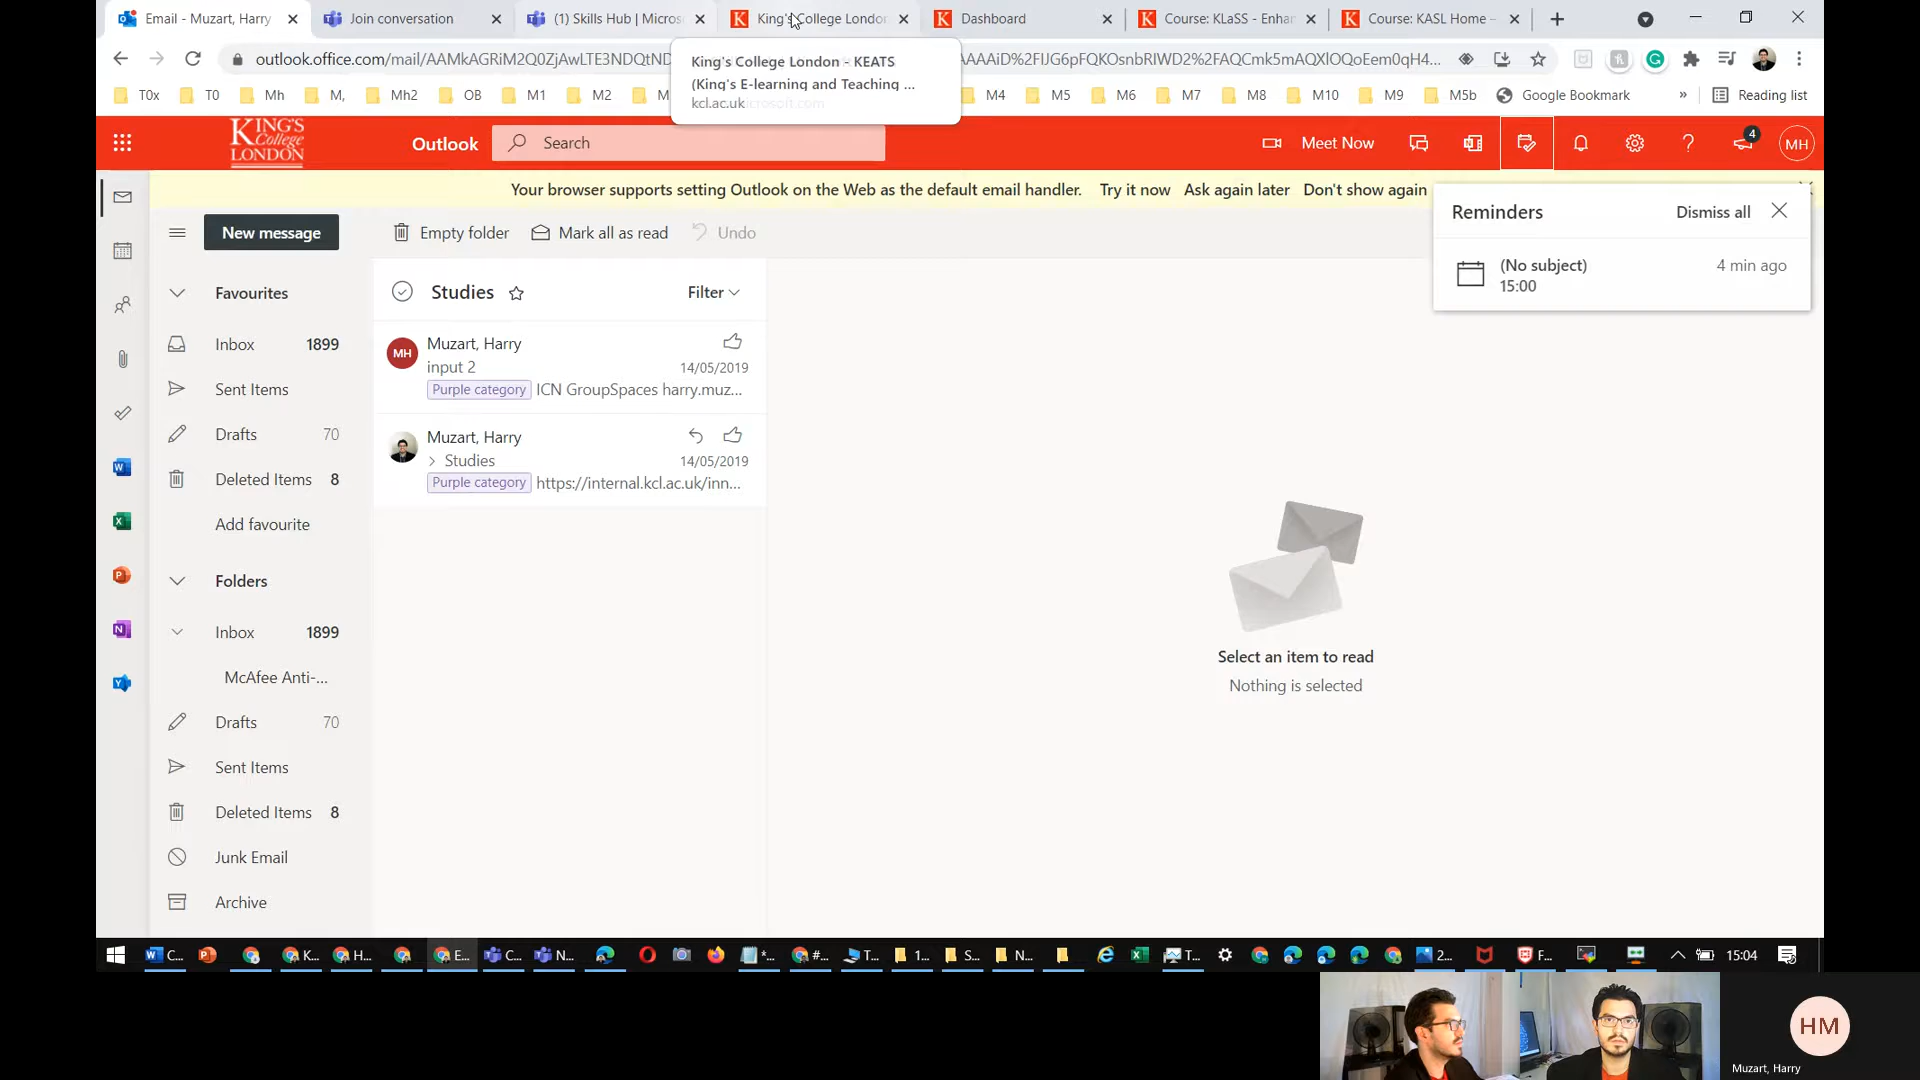 Email - Muzart, Harry
Join conversation
(1) Skills Hub | Micros
King's College Londo
Dashboard
Course: KLaSS - Enha
Course: KASL Home -
outlook.office.com/mail/AAMkAGRiM2Q0ZjAwLTE3NDQtND
King's College London - KEATS
(King's E-learning and Teaching ...
kcl.ac.uk
T0x
T0
Mh
M,
Mh2
OB
M1
M2
M4
M5
M6
M7
M8
M10
M9
M5b
Google Bookmark
»
Reading list
KING'S
College
LONDON
Outlook
Search
Meet Now
4
MH
Your browser supports setting Outlook on the Web as the default email handler. Try it now Ask again later Don't show again
Reminders
Dismiss all
(No subject)
4 min ago
15:00
New message
Empty folder
Mark all as read
Undo
Favourites
Inbox 1899
Sent Items
Drafts 70
Deleted Items 8
Add favourite
Folders
Inbox 1899
McAfee Anti-...
Drafts 70
Sent Items
Deleted Items 8
Junk Email
Archive
Studies
Filter
MH
Muzart, Harry
input 2 14/05/2019
Purple category ICN GroupSpaces harry.muz...
Muzart, Harry
Studies 14/05/2019
Purple category https://internal.kcl.ac.uk/inn...
Select an item to read
Nothing is selected
C...
K...
H...
E...
C...
N...
*...
#...
T...
1...
S...
N...
T...
2...
F...
15:04
HM
Muzart, Harry